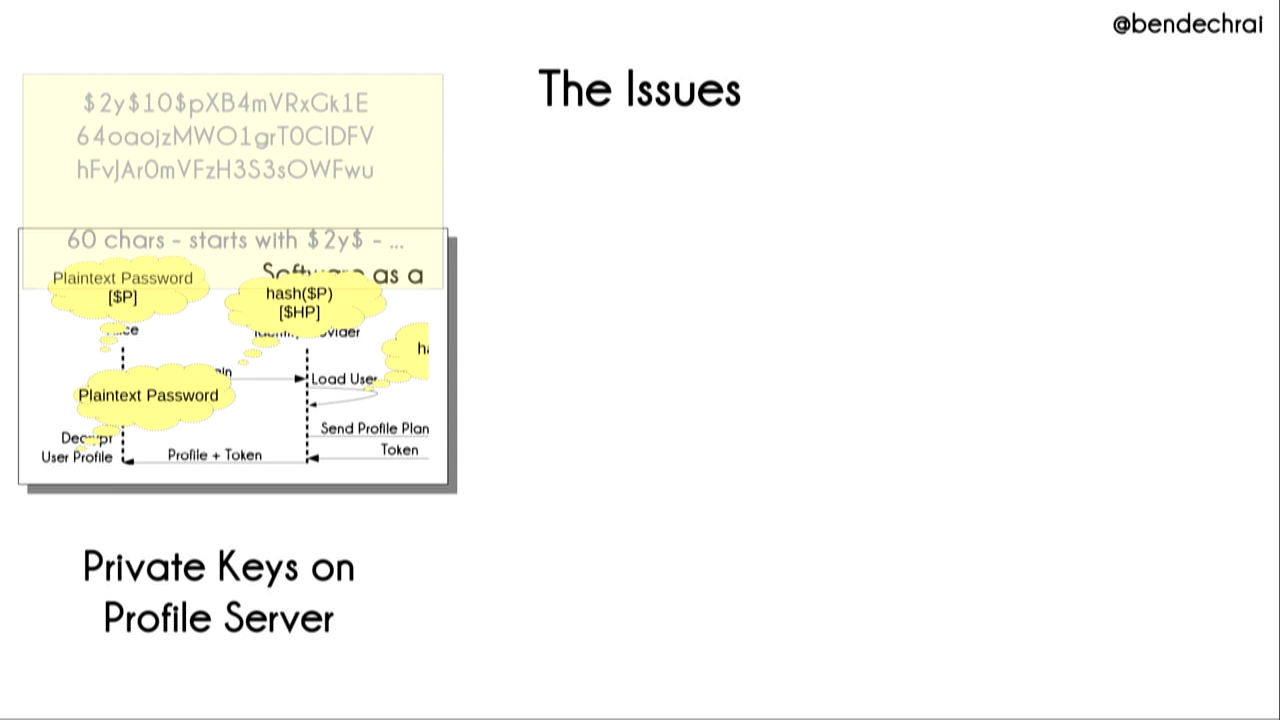 @bendechrai
The Issues
$2y$10$pXB4mVRxGk1E
64oaoJzMWO1grT0ClDFV
hFvJAr0mVFzH3S3sOWFwu
60 chars - starts with $2y$ - ...
as a
Plaintext Password
[$P]
hash($P)
[$HP]
Load User
Plaintext Password
Send Profile Plan
Token
User Profile
Profile + Token
Private Keys on
Profile Server